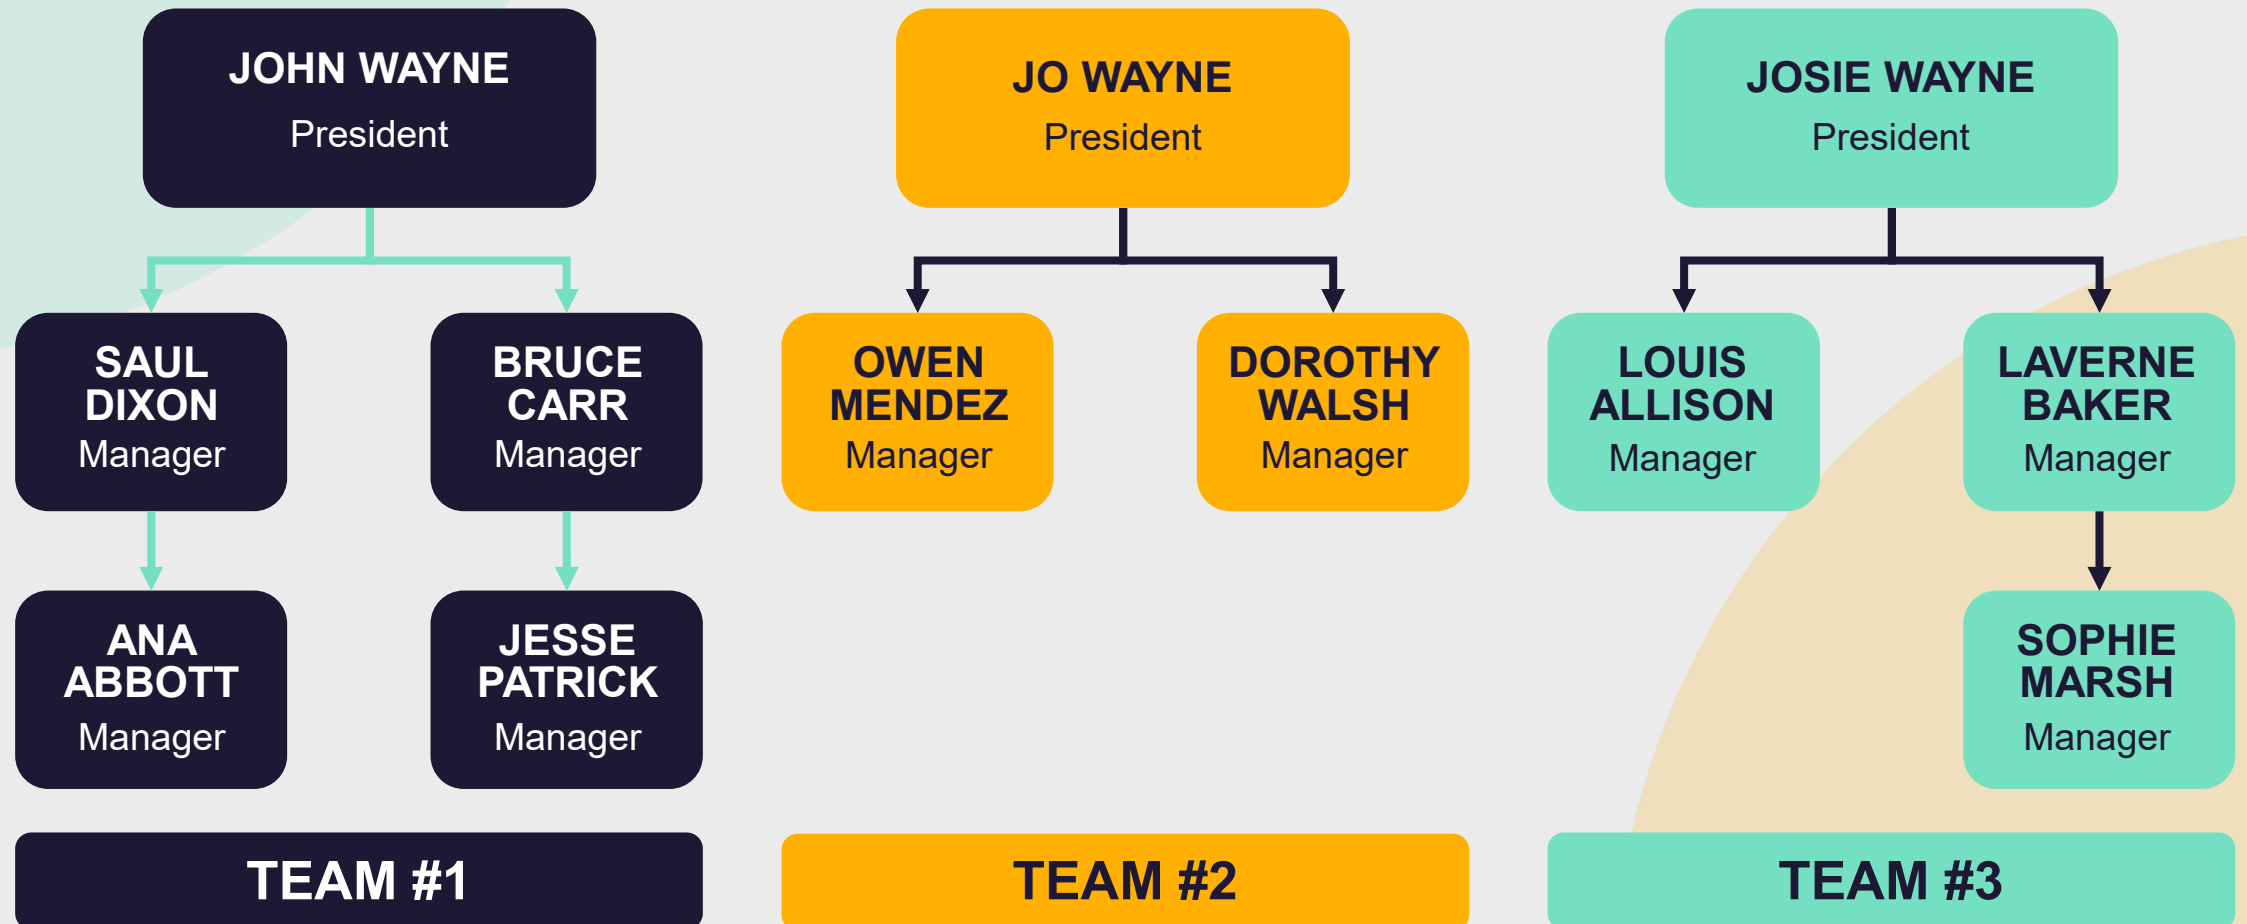 JOHN WAYNE
President
SAUL
DIXON
Manager
BRUCE
CARR
Manager
ANA
ABBOTT
Manager
JESSE
PATRICK
Manager
TEAM #1
JO WAYNE
President
OWEN
MENDEZ
Manager
DOROTHY
WALSH
Manager
TEAM #2
JOSIE WAYNE
President
LOUIS
ALLISON
Manager
LAVERNE
BAKER
Manager
SOPHIE
MARSH
Manager
TEAM #3